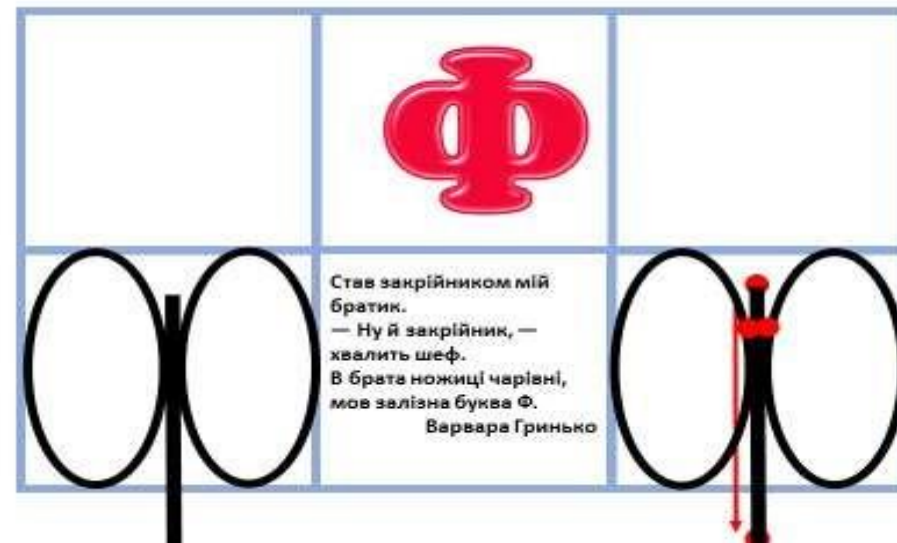 Ф
Став закрійником мій
братик.
— Ну й закрійник, —
хвалить шеф.
В брата ножиці чарівні,
мов залізна буква Ф.
Варвара Гринько